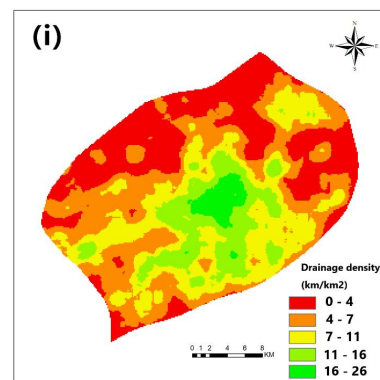 (i)
N
W E
S
Drainage density
(km/km2)
0 - 4
4 - 7
7 - 11
11 - 16
16 - 26
0 1 2 4 6 8
KM